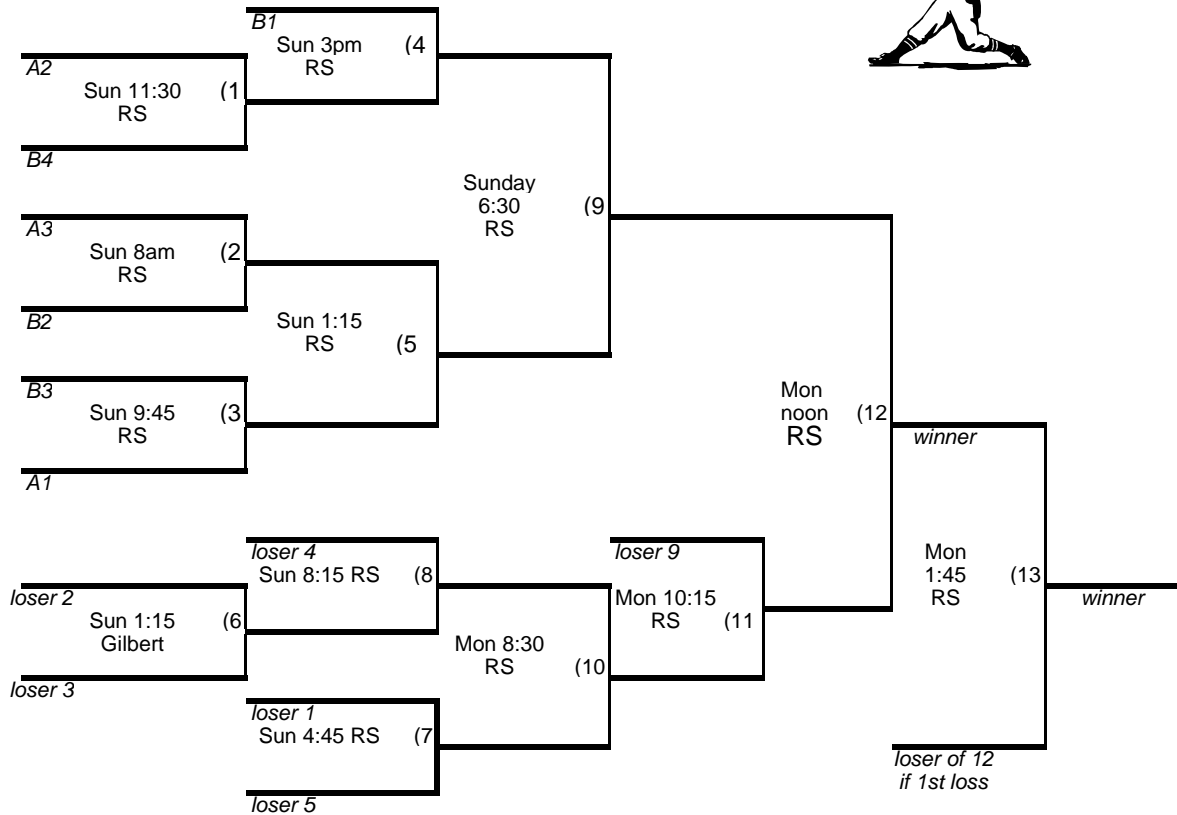 B1
Sun 3pm (4
RS
A2
Sun 11:30 (1
RS
B4
Sunday
6:30 (9
RS
A3
Sun 8am (2
RS
B2
Sun 1:15
RS (5
B3
Sun 9:45 (3
RS
A1
Mon
noon (12
RS
winner
loser 4
Sun 8:15 RS (8
loser 9
loser 2
Sun 1:15 (6
Gilbert
loser 3
Mon 10:15
RS (11
Mon 8:30
RS (10
Mon
1:45 (13
RS
winner
loser 1
Sun 4:45 RS (7
loser 5
loser of 12
if 1st loss